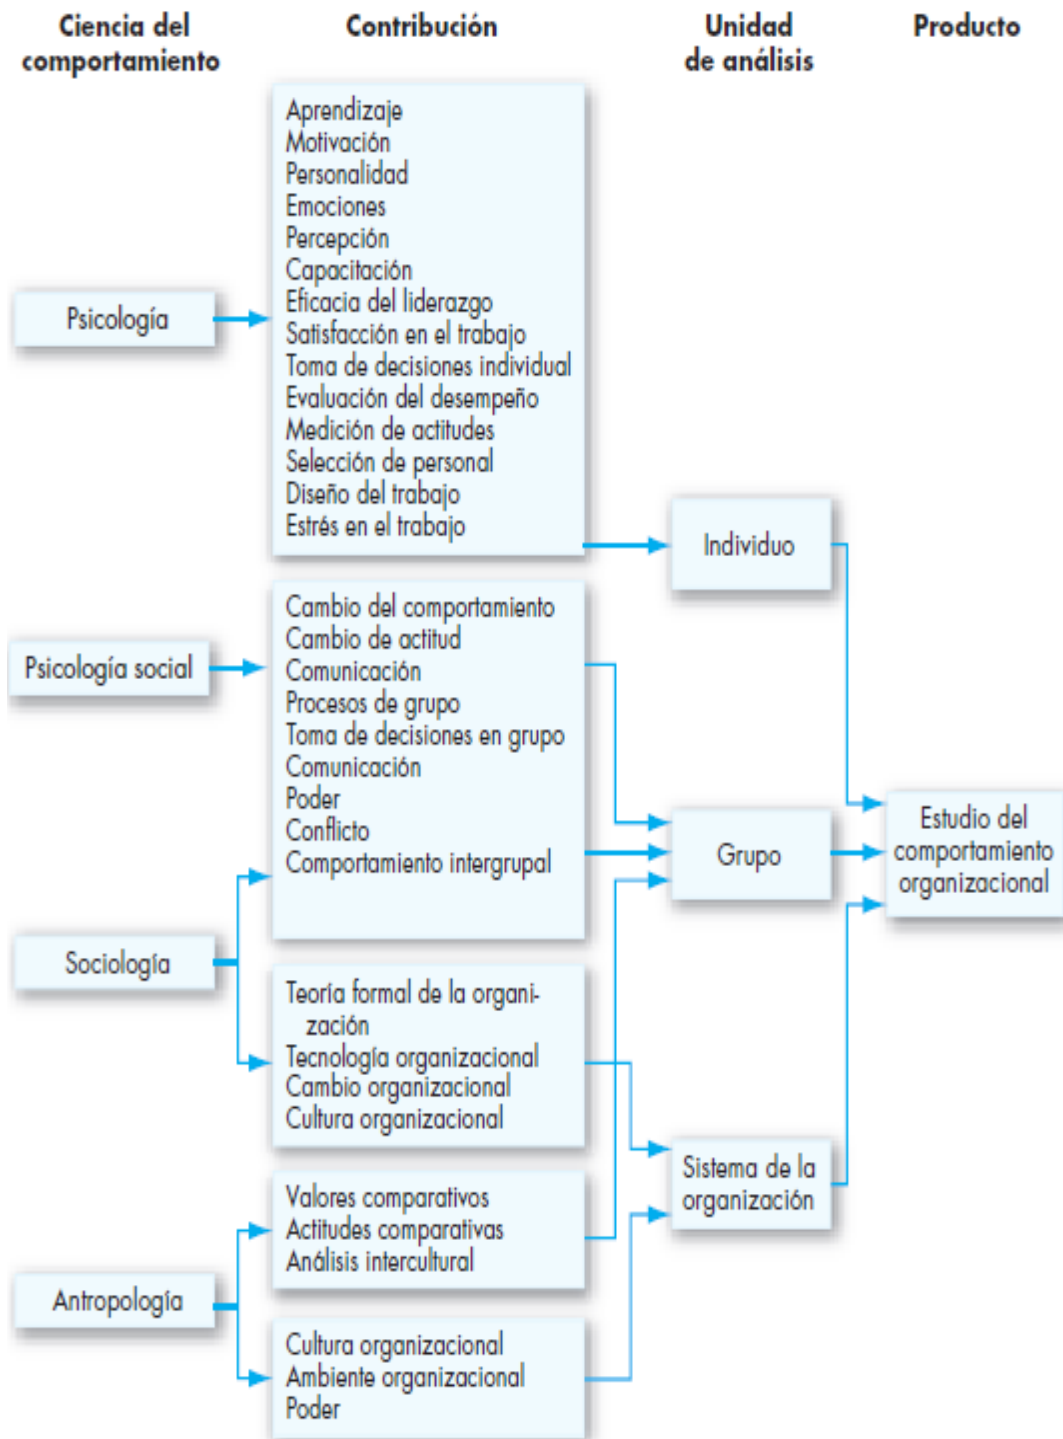 Ciencia del
comportamiento
Contribución
Unidad
de análisis
Producto
Psicología
Aprendizaje
Motivación
Personalidad
Emociones
Percepción
Capacitación
Eficacia del liderazgo
Satisfacción en el trabajo
Toma de decisiones individual
Evaluación del desempeño
Medición de actitudes
Selección de personal
Diseño del trabajo
Estrés en el trabajo
Individuo
Psicología social
Cambio del comportamiento
Cambio de actitud
Comunicación
Procesos de grupo
Toma de decisiones en grupo
Comunicación
Poder
Conflicto
Comportamiento intergrupal
Grupo
Estudio del
comportamiento
organizacional
Sociología
Teoría formal de la organi-
zación
Tecnología organizacional
Cambio organizacional
Cultura organizacional
Sistema de la
organización
Antropología
Valores comparativos
Actitudes comparativas
Análisis intercultural
Cultura organizacional
Ambiente organizacional
Poder